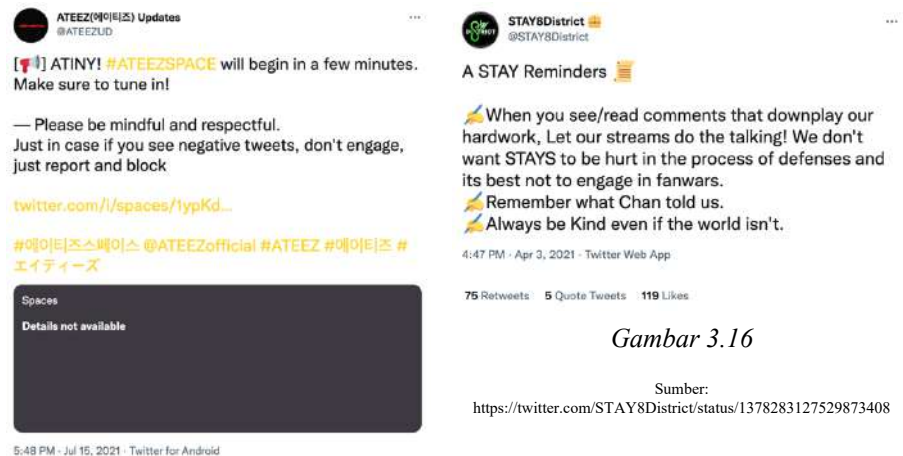 ATEEZ(에이티즈) Updates
@ATEEZUD
[📢] ATINY! #ATEEZSPACE will begin in a few minutes.
Make sure to tune in!
— Please be mindful and respectful.
Just in case if you see negative tweets, don't engage,
just report and block
twitter.com/i/spaces/1ypKd...
#에이티즈스페이스 @ATEEZofficial #ATEEZ #에이티즈 #
エイティーズ
Spaces
Details not available
5:48 PM · Jul 15, 2021 · Twitter for Android
STAY8District
@STAY8District
A STAY Reminders 📜
✍️When you see/read comments that downplay our
hardwork, Let our streams do the talking! We don't
want STAYS to be hurt in the process of defenses and
its best not to engage in fanwars.
✍️Remember what Chan told us.
✍️Always be Kind even if the world isn't.
4:47 PM · Apr 3, 2021 · Twitter Web App
75 Retweets 5 Quote Tweets 119 Likes
Gambar 3.16
Sumber:
https://twitter.com/STAY8District/status/1378283127529873408